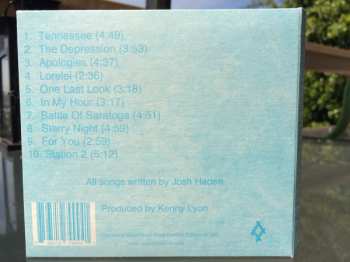 1. Tennessee (4:49)
2. The Depression (3:53)
3. Apologies (4:37)
4. Lorelei (2:36)
5. One Last Look (3:18)
6. In My Hour (3:17)
7. Battle Of Saratoga (4:51)
8. Starry Night (4:59)
9. For You (2:59)
10. Station 2 (5:12)
All songs written by Josh Haden
Produced by Kenny Lyon